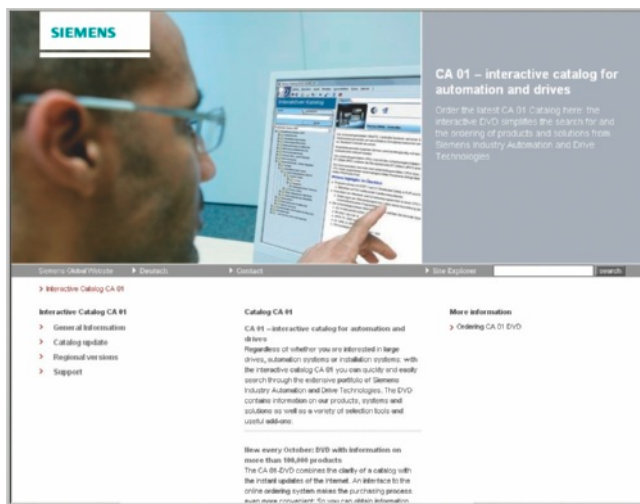 SIEMENS
CA 01 – interactive catalog for
automation and drives
Order the latest CA 01 Catalog here: the
interactive DVD simplifies the search for and
the ordering of products and solutions from
Siemens Industry Automation and Drive
Technologies
Siemens Global Website
Deutsch
Contact
Site Explorer
search
Interactive Catalog CA 01
Interactive Catalog CA 01
General Information
Catalog update
Regional versions
Support
Catalog CA 01
CA 01 – interactive catalog for automation and
drives
Regardless of whether you are interested in large
drives, automation systems or installation systems: with
the interactive catalog CA 01 you can quickly and easily
search through the extensive portfolio of Siemens
Industry Automation and Drive Technologies. The DVD
contains information on our products, systems and
solutions as well as a variety of selection tools and
useful add-ons.
New every October: DVD with information on
more than 100,000 products
The CA 01-DVD combines the clarity of a catalog with
the instant updates of the Internet. An interface to the
online ordering system makes the purchasing process
even more convenient. So you can obtain information
More information
Ordering CA 01 DVD